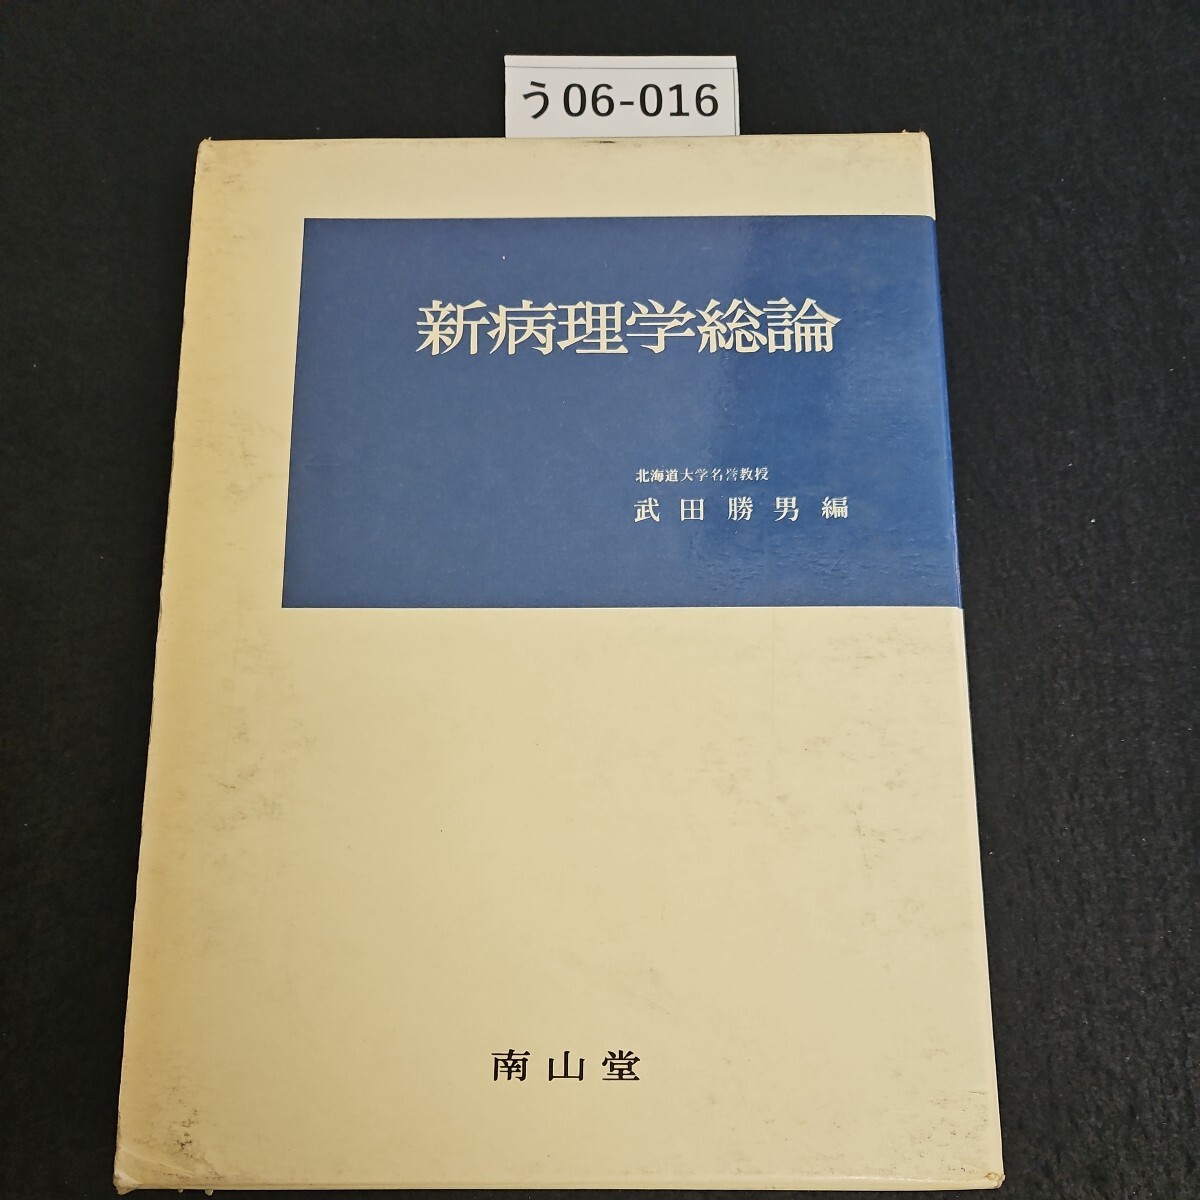 う06-016
新病理学総論
北海道大学名誉教授
武田勝男編
南山堂